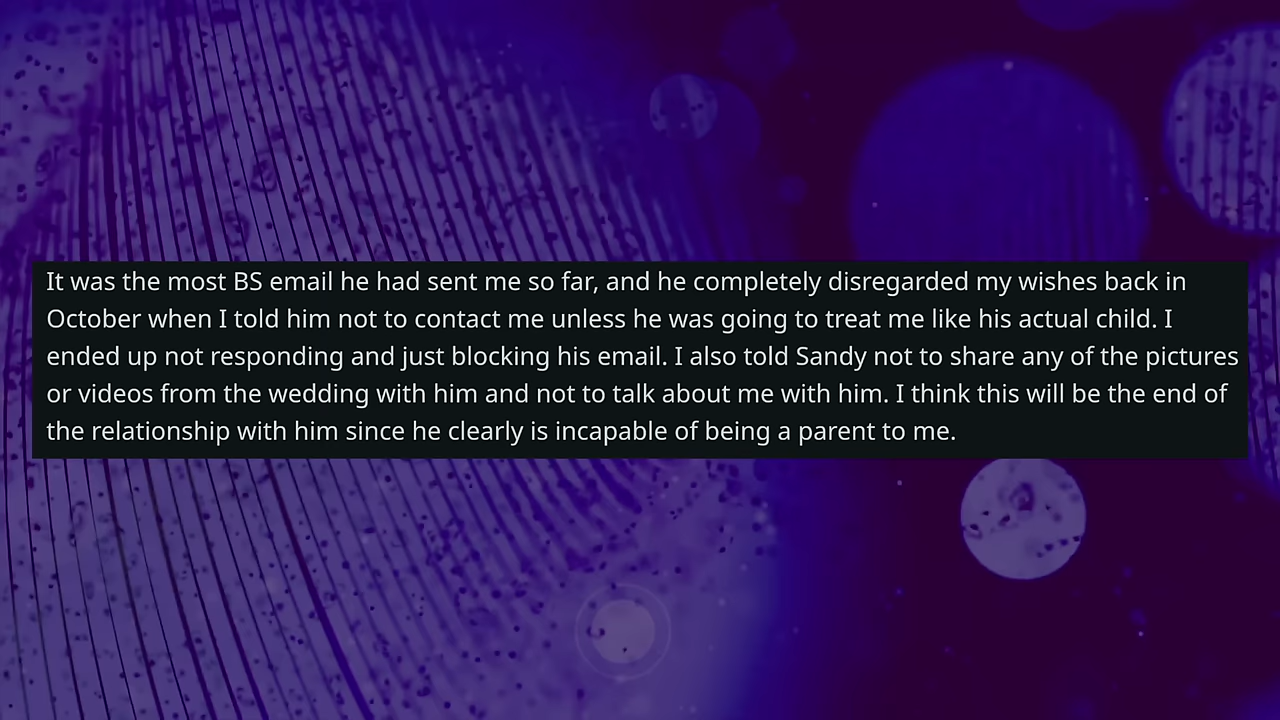 It was the most BS email he had sent me so far, and he completely disregarded my wishes back in
October when I told him not to contact me unless he was going to treat me like his actual child. I
ended up not responding and just blocking his email. I also told Sandy not to share any of the pictures
or videos from the wedding with him and not to talk about me with him. I think this will be the end of
the relationship with him since he clearly is incapable of being a parent to me.